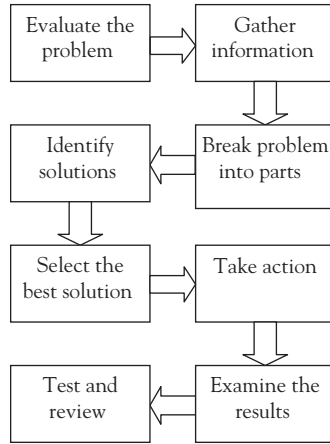 Evaluate the
problem
Gather
information
Break problem
into parts
Identify
solutions
Select the
best solution
Take action
Examine the
results
Test and
review